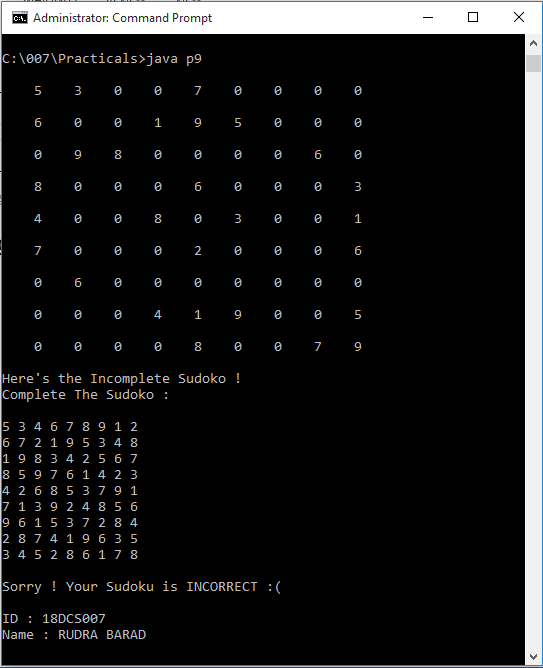 Administrator: Command Prompt
C:\007\Practicals>java p9
5 3 0 0 7 0 0 0 0
6 0 0 1 9 5 0 0 0
0 9 8 0 0 0 0 6 0
8 0 0 0 6 0 0 0 3
4 0 0 8 0 3 0 0 1
7 0 0 0 2 0 0 0 6
0 6 0 0 0 0 0 0 0
0 0 0 4 1 9 0 0 5
0 0 0 0 8 0 0 7 9
Here's the Incomplete Sudoko !
Complete The Sudoko :
5 3 4 6 7 8 9 1 2
6 7 2 1 9 5 3 4 8
1 9 8 3 4 2 5 6 7
8 5 9 7 6 1 4 2 3
4 2 6 8 5 3 7 9 1
7 1 3 9 2 4 8 5 6
9 6 1 5 3 7 2 8 4
2 8 7 4 1 9 6 3 5
3 4 5 2 8 6 1 7 8
Sorry ! Your Sudoku is INCORRECT :(
ID : 18DCS007
Name : RUDRA BARAD